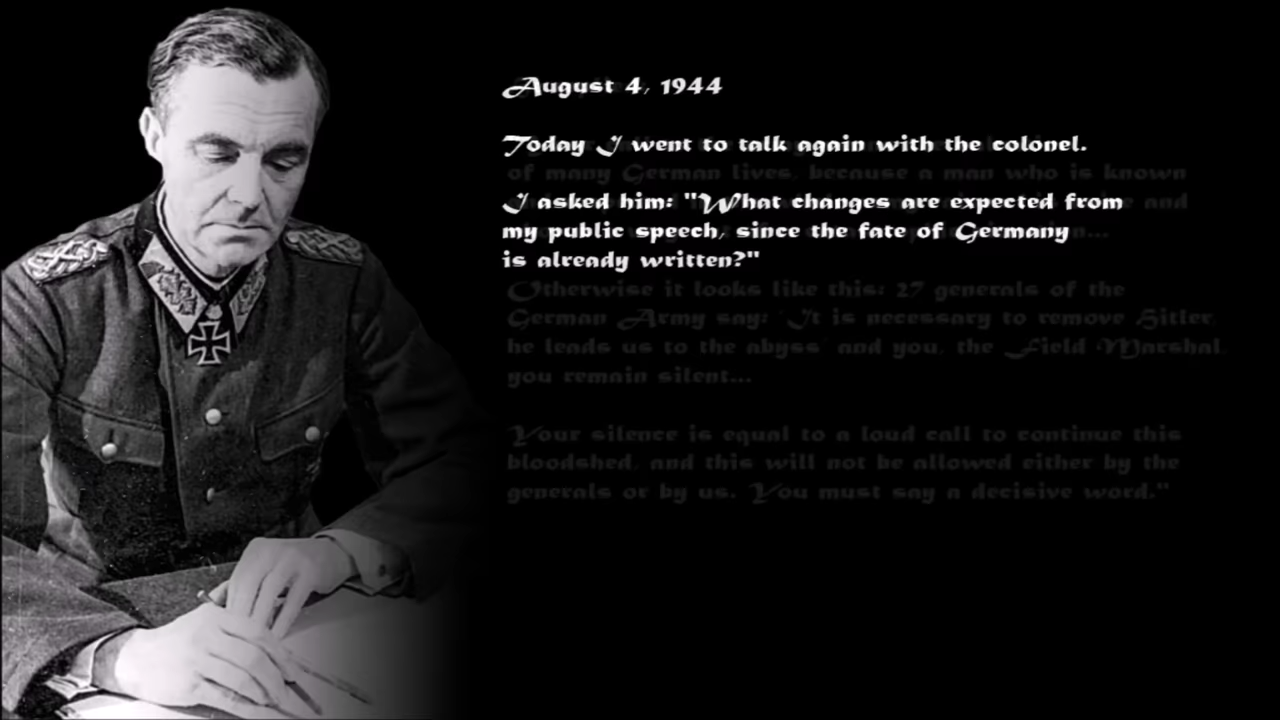 August 4, 1944
Today I went to talk again with the colonel.
of many German lives, because a man who is known
I asked him: "What changes are expected from
my public speech, since the fate of Germany
is already written?"
Otherwise it looks like this: 27 generals of the
German Army say: 'It is necessary to remove Hitler,
he leads us to the abyss' and you, the Field Marshal,
you remain silent...
Your silence is equal to a loud call to continue this
bloodshed, and this will not be allowed either by the
generals or by us. You must say a decisive word."